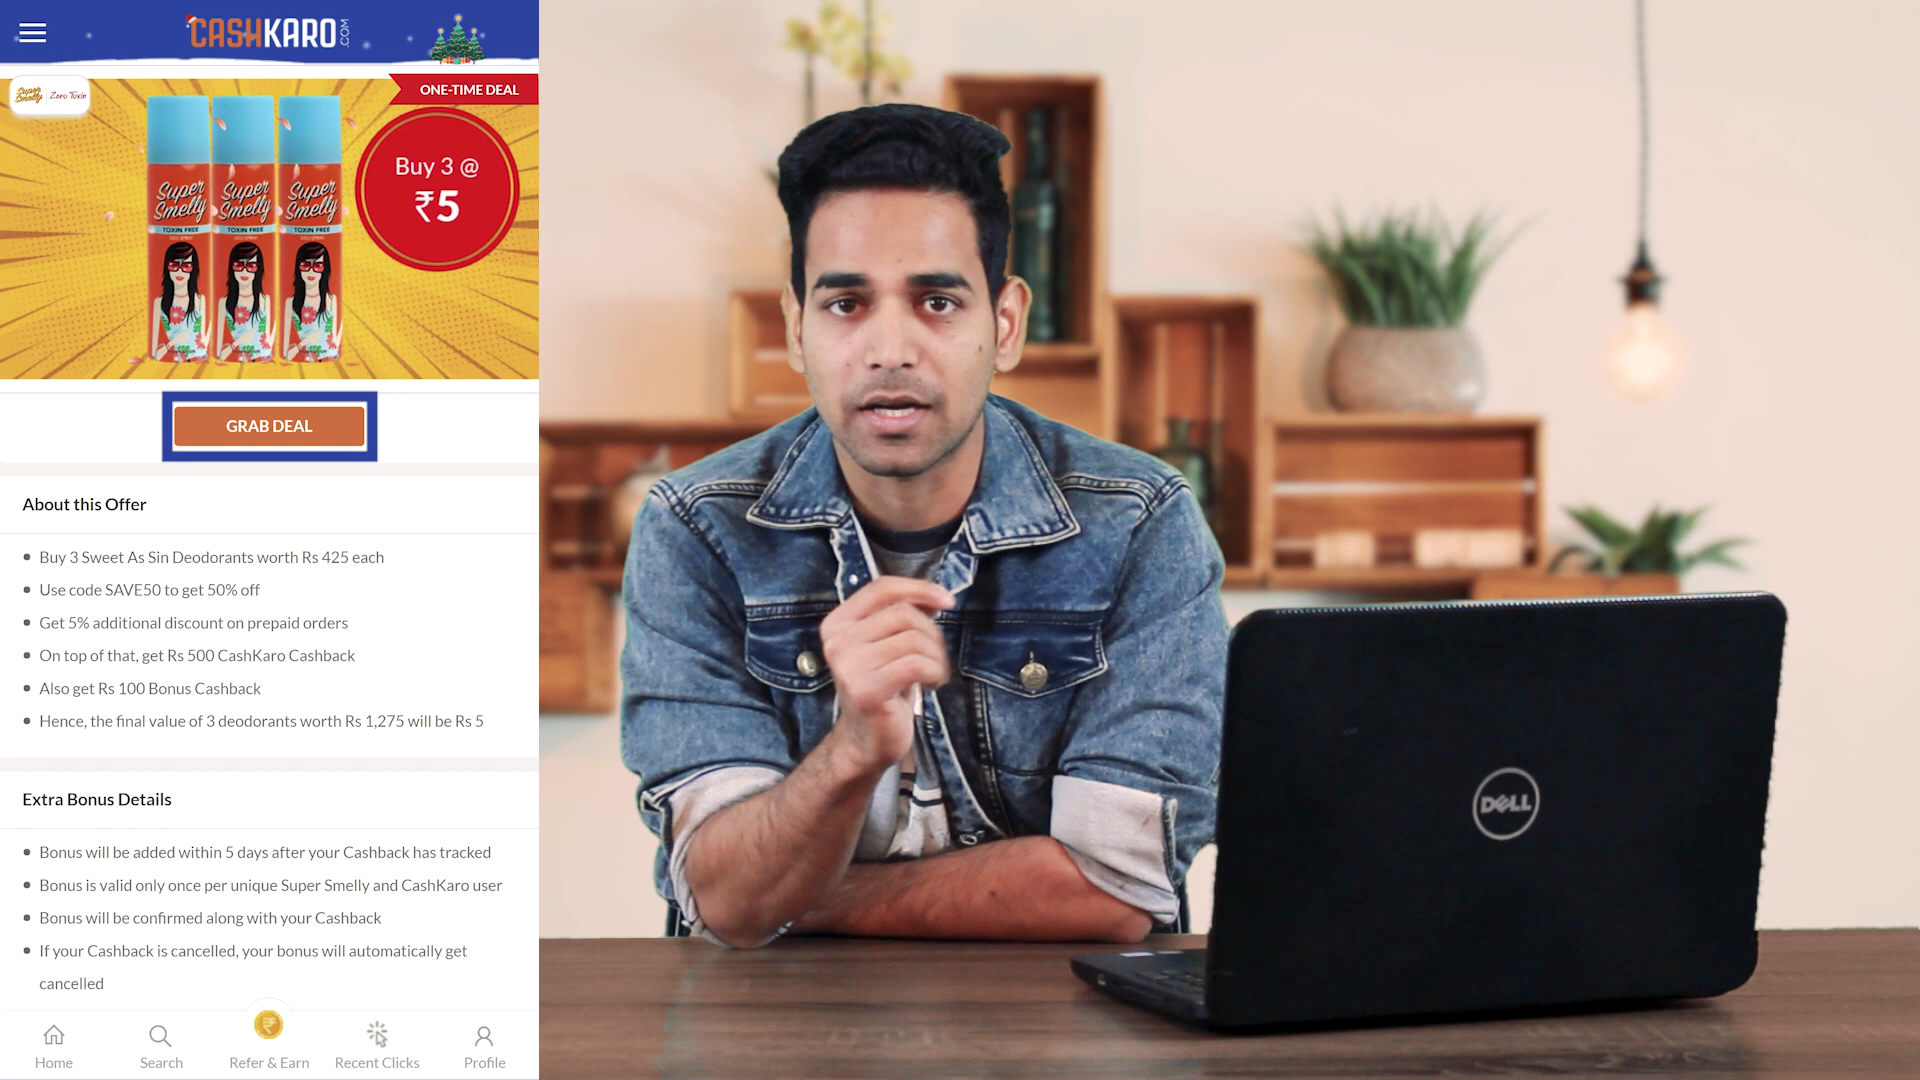 CASHKARO.COM
Super Smelly Zero Toxin
ONE-TIME DEAL
Buy 3 @
₹5
Super Smelly Super Smelly Super Smelly
TOXIN FREE TOXIN FREE TOXIN FREE
DEO SPRAY DEO SPRAY DEO SPRAY
GRAB DEAL
About this Offer
Buy 3 Sweet As Sin Deodorants worth Rs 425 each
Use code SAVE50 to get 50% off
Get 5% additional discount on prepaid orders
On top of that, get Rs 500 CashKaro Cashback
Also get Rs 100 Bonus Cashback
Hence, the final value of 3 deodorants worth Rs 1,275 will be Rs 5
Extra Bonus Details
Bonus will be added within 5 days after your Cashback has tracked
Bonus is valid only once per unique Super Smelly and CashKaro user
Bonus will be confirmed along with your Cashback
If your Cashback is cancelled, your bonus will automatically get
cancelled
Home Search Refer & Earn Recent Clicks Profile
DELL